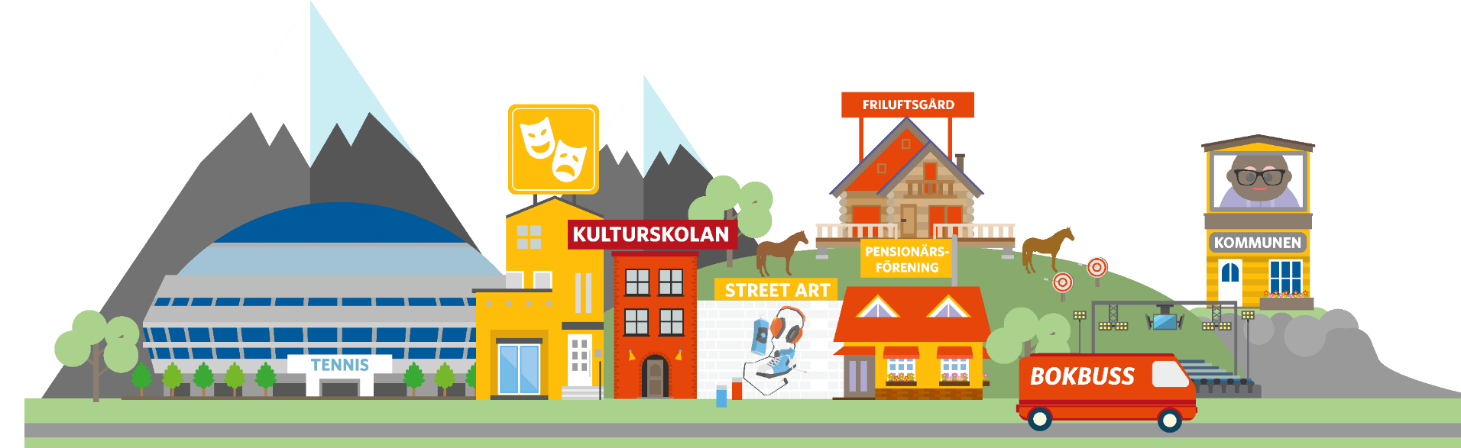 TENNIS
KULTURSKOLAN
STREET ART
FRILUFTSGÅRD
PENSIONÄRS-
FÖRENING
BOKBUSS
KOMMUNEN